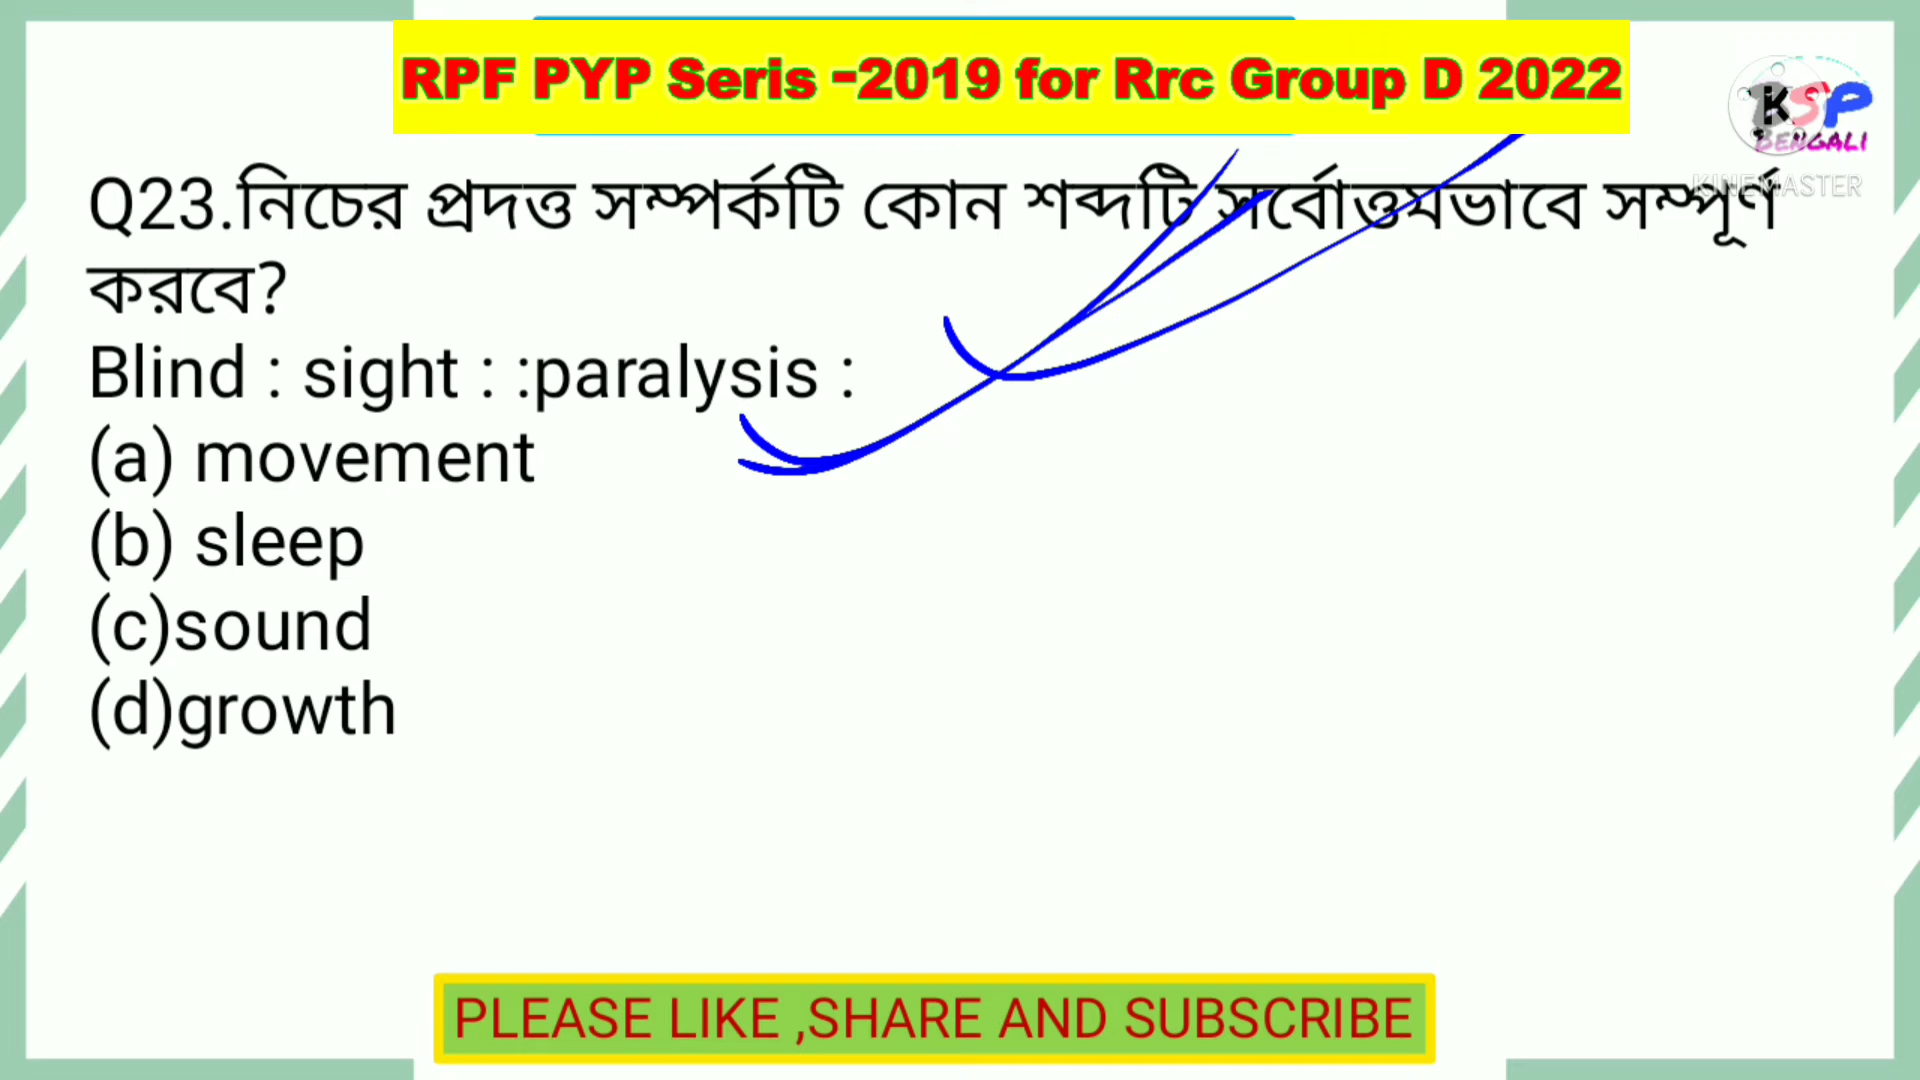 RPF PYP Seris -2019 for Rrc Group D 2022
KSP
BENGALI
KINEMASTER
Q23.নিচের প্রদত্ত সম্পর্কটি কোন শব্দটি সর্বোত্তমভাবে সম্পূর্ণ
করবে?
Blind : sight : :paralysis :
(a) movement
(b) sleep
(c)sound
(d)growth
PLEASE LIKE ,SHARE AND SUBSCRIBE